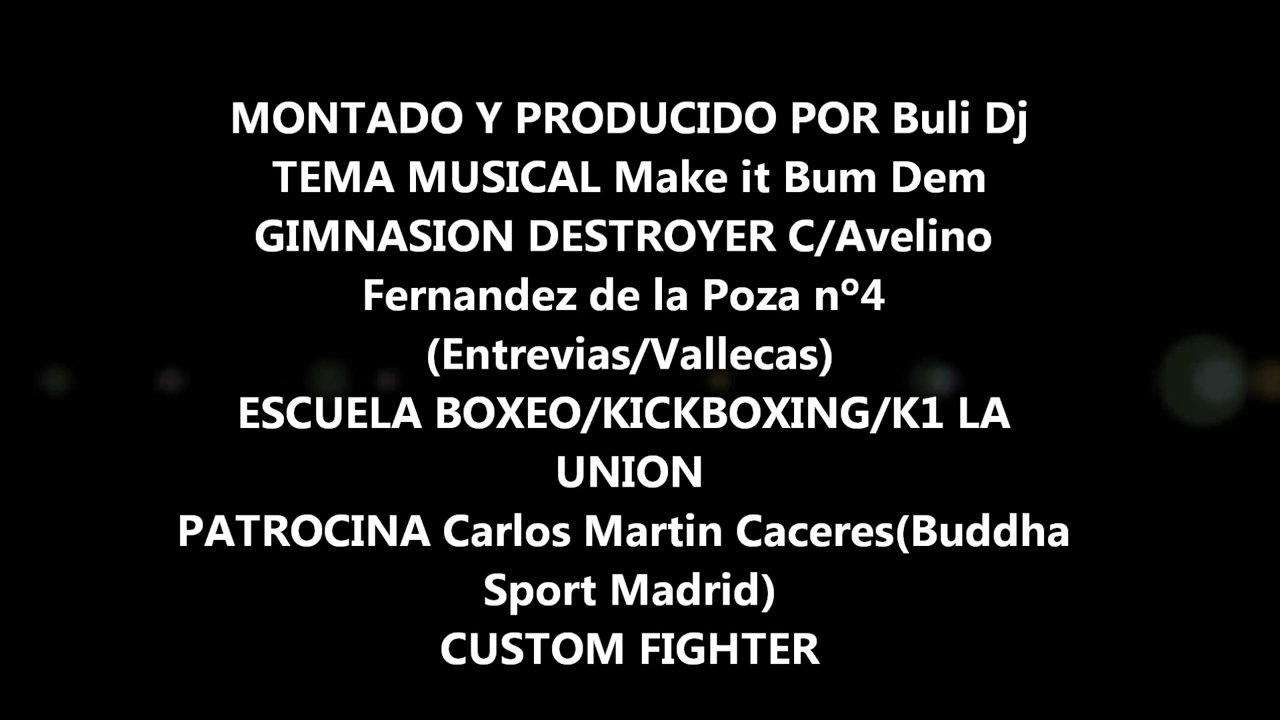 MONTADO Y PRODUCIDO POR Buli Dj
TEMA MUSICAL Make it Bum Dem
GIMNASION DESTROYER C/Avelino
Fernandez de la Poza nº4
(Entrevias/Vallecas)
ESCUELA BOXEO/KICKBOXING/K1 LA
UNION
PATROCINA Carlos Martin Caceres(Buddha
Sport Madrid)
CUSTOM FIGHTER